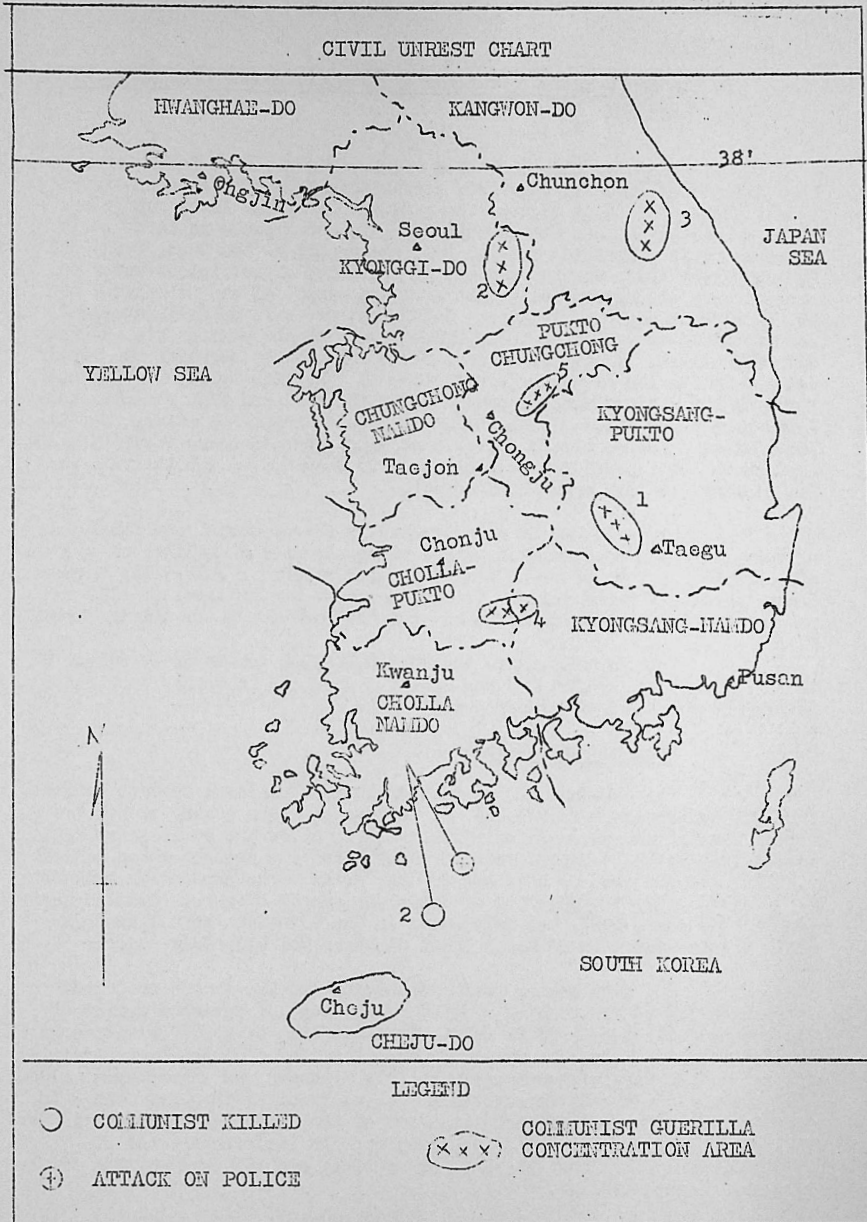 CIVIL UNREST CHART
HWANGHAE-DO
KANGWON-DO
38'
Ohgjin
Chunchon
3
Seoul
JAPAN
SEA
KYONGGI-DO
2
PUKTO
CHUNGCHONG
YELLOW SEA
5
CHUNGCHONG
NAMDO
KYONGSANG-
PUKTO
Chongju
Taejon
1
Chonju
Taegu
CHOLLA-
PUKTO
4
KYONGSANG-NAMDO
Kwanju
Pusan
CHOLLA
NAMDO
N
2
SOUTH KOREA
Cheju
CHEJU-DO
LEGEND
COMMUNIST KILLED
COMMUNIST GUERILLA
CONCENTRATION AREA
ATTACK ON POLICE